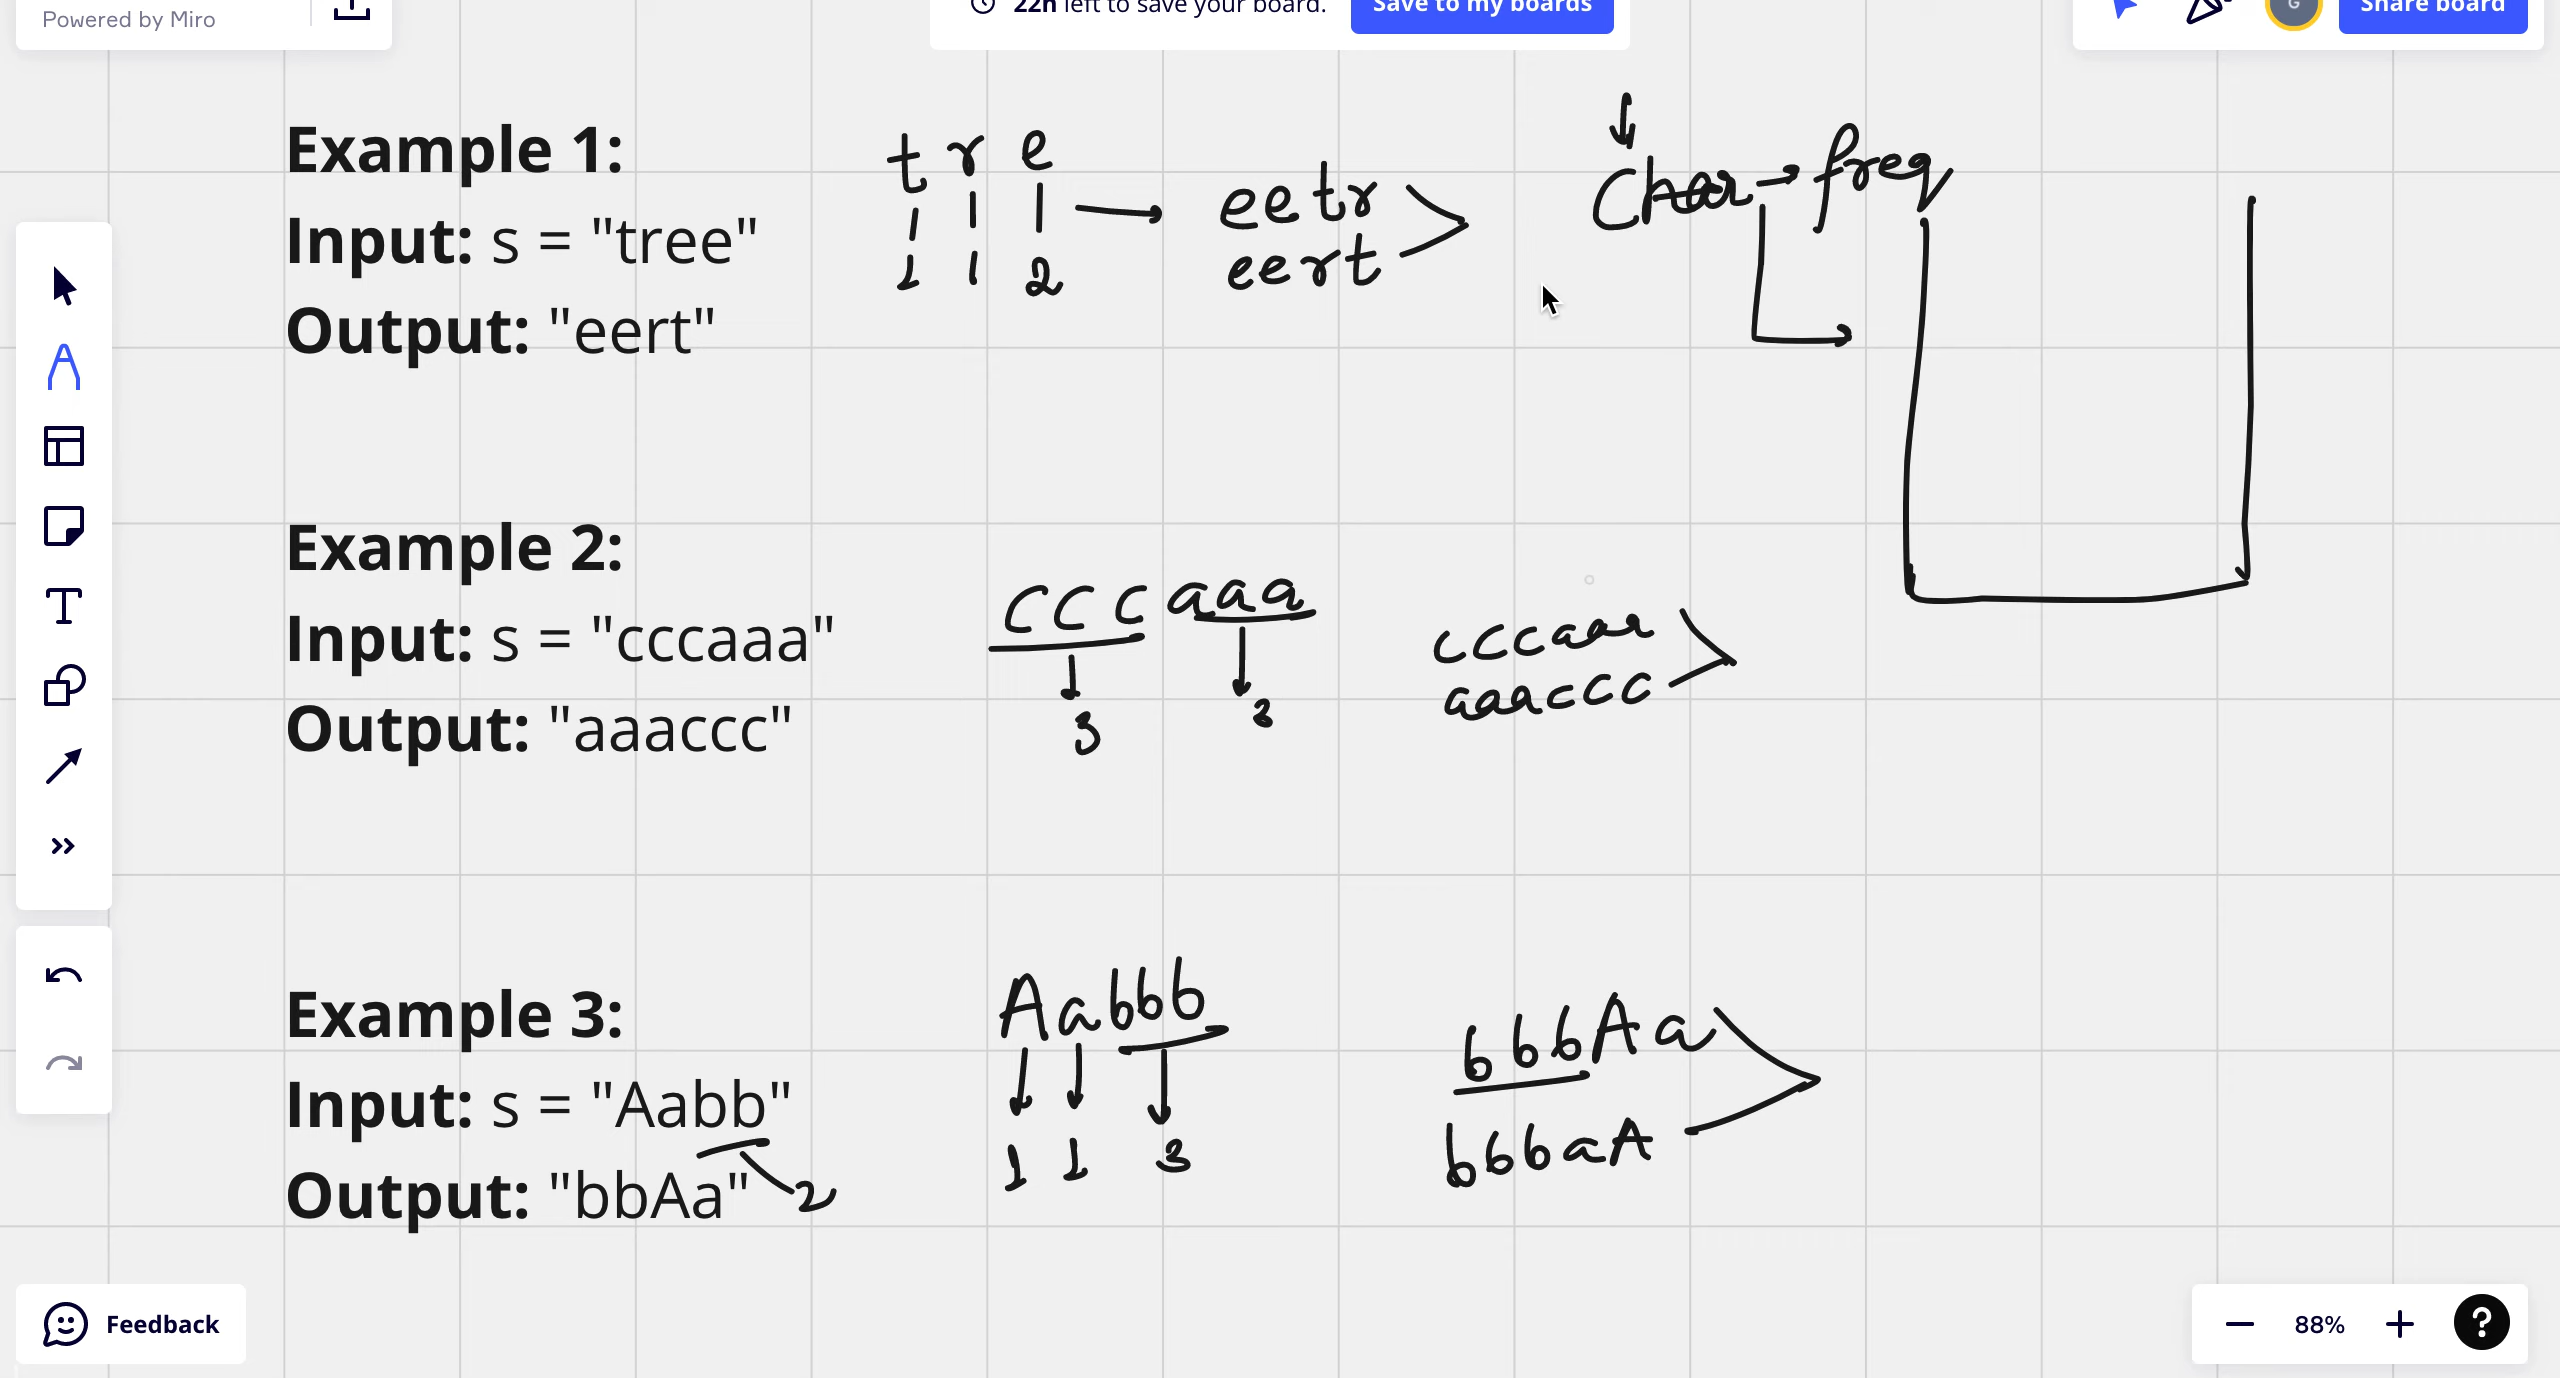 Powered by Miro
22h left to save your board.
Save to my boards
G
Share board
Example 1:
Input: s = "tree"
Output: "eert"
t r e
1 1 2
eetr
eert
Char → freq
Example 2:
Input: s = "cccaaa"
Output: "aaaccc"
CCC aaa
3 3
cccaaa
aaaccc
Example 3:
Input: s = "Aabb"
Output: "bbAa"
2
Aabbb
1 1 3
bbbAa
bbbaA
Feedback
88%
?